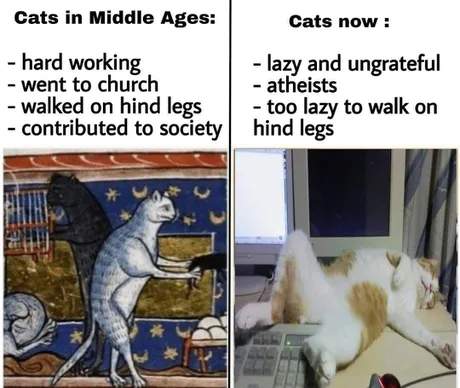 Cats in Middle Ages:
- hard working
- went to church
- walked on hind legs
- contributed to society
Cats now :
- lazy and ungrateful
- atheists
- too lazy to walk on
hind legs